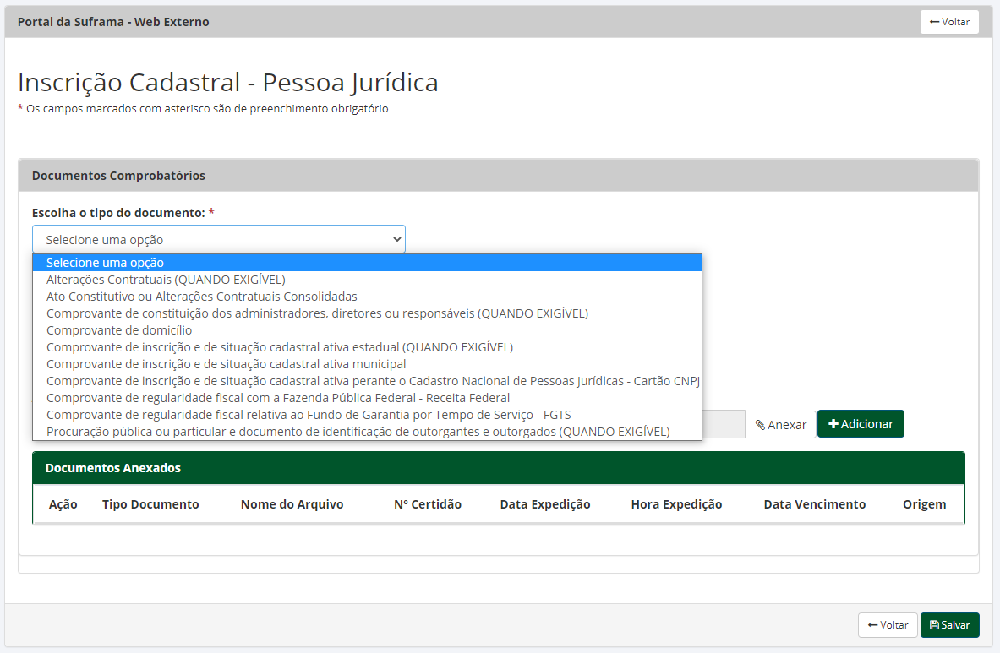 Portal da Suframa - Web Externo
Voltar
Inscrição Cadastral - Pessoa Jurídica
* Os campos marcados com asterisco são de preenchimento obrigatório
Documentos Comprobatórios
Escolha o tipo do documento: *
Selecione uma opção
Selecione uma opção
Alterações Contratuais (QUANDO EXIGÍVEL)
Ato Constitutivo ou Alterações Contratuais Consolidadas
Comprovante de constituição dos administradores, diretores ou responsáveis (QUANDO EXIGÍVEL)
Comprovante de domicílio
Comprovante de inscrição e de situação cadastral ativa estadual (QUANDO EXIGÍVEL)
Comprovante de inscrição e de situação cadastral ativa municipal
Comprovante de inscrição e de situação cadastral ativa perante o Cadastro Nacional de Pessoas Jurídicas - Cartão CNPJ
Comprovante de regularidade fiscal com a Fazenda Pública Federal - Receita Federal
Comprovante de regularidade fiscal relativa ao Fundo de Garantia por Tempo de Serviço - FGTS
Procuração pública ou particular e documento de identificação de outorgantes e outorgados (QUANDO EXIGÍVEL)
Anexar Adicionar
Documentos Anexados
Ação Tipo Documento Nome do Arquivo Nº Certidão Data Expedição Hora Expedição Data Vencimento Origem
Voltar Salvar